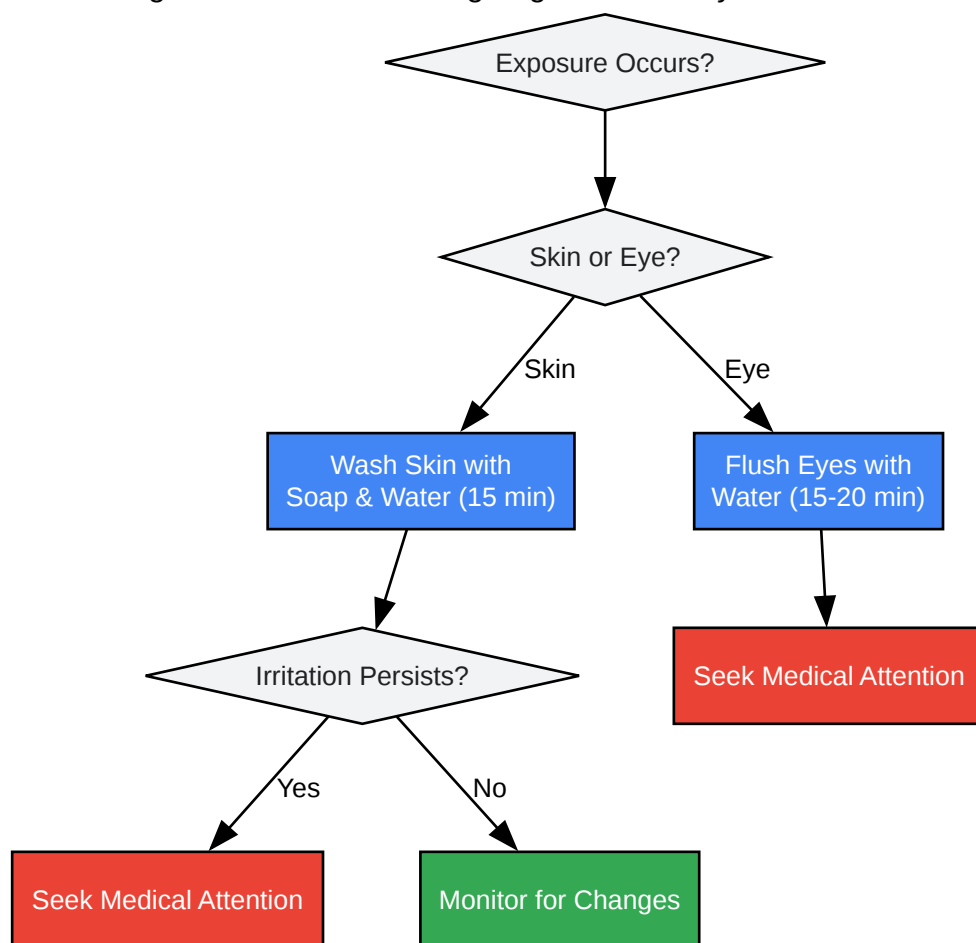 Exposure Occurs?
Skin or Eye?
Skin
Eye
Wash Skin with
Soap & Water (15 min)
Flush Eyes with
Water (15-20 min)
Irritation Persists?
Seek Medical Attention
Yes
No
Seek Medical Attention
Monitor for Changes